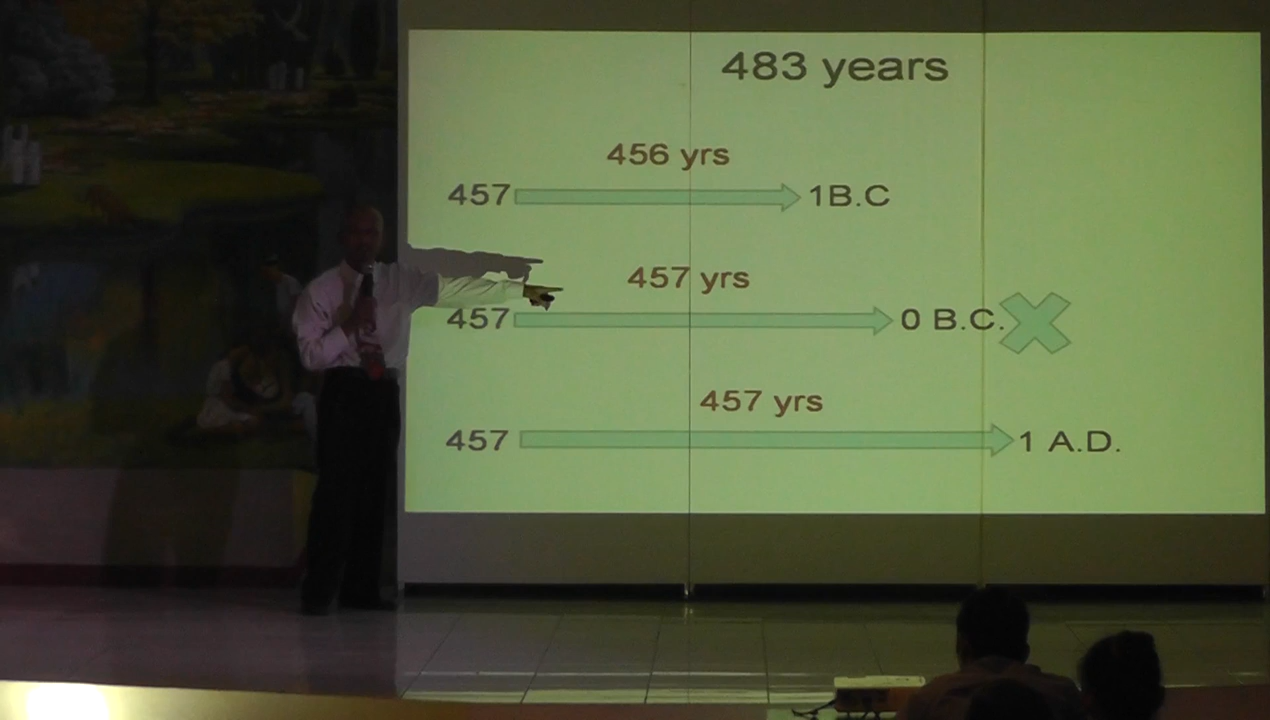 483 years
456 yrs
457 1B.C
457 yrs
457 0 B.C.
457 yrs
457 1 A.D.